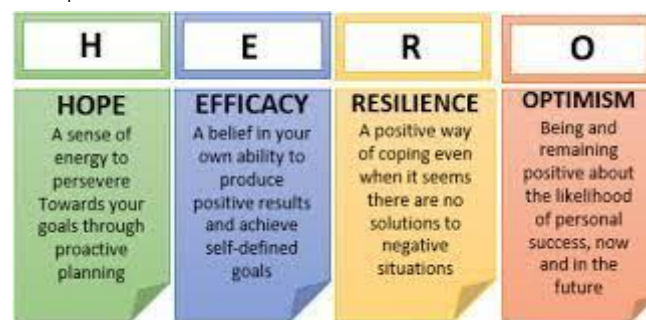 H
E
R
O
HOPE
A sense of
energy to
persevere
Towards your
goals through
proactive
planning
EFFICACY
A belief in your
own ability to
produce
positive results
and achieve
self-defined
goals
RESILIENCE
A positive way
of coping even
when it seems
there are no
solutions to
negative
situations
OPTIMISM
Being and
remaining
positive about
the likelihood
of personal
success, now
and in the
future